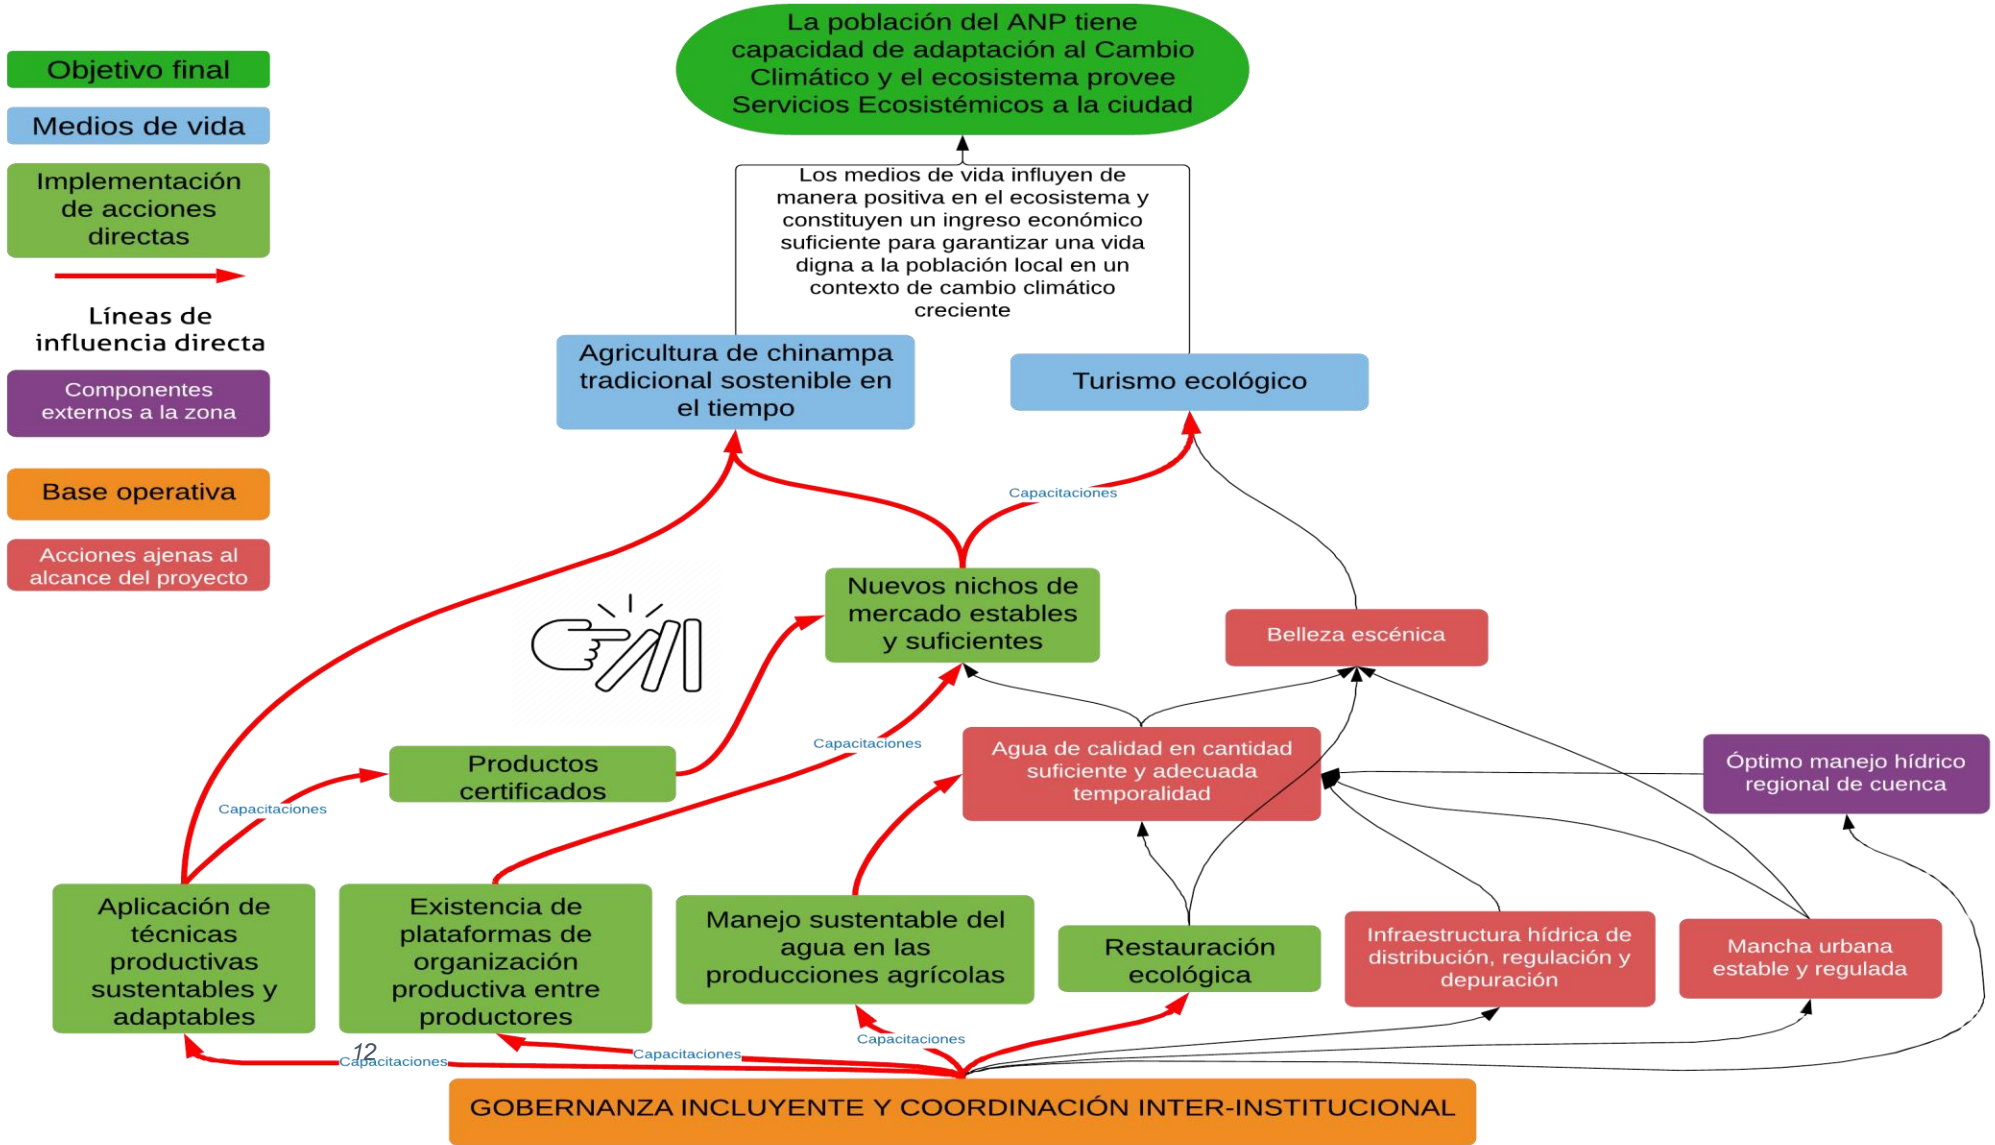 La población del ANP tiene
capacidad de adaptación al Cambio
Climático y el ecosistema provee
Servicios Ecosistémicos a la ciudad
Objetivo final
Medios de vida
Implementación
de acciones
directas
Líneas de
influencia directa
Componentes
externos a la zona
Base operativa
Acciones ajenas al
alcance del proyecto
Los medios de vida influyen de
manera positiva en el ecosistema y
constituyen un ingreso económico
suficiente para garantizar una vida
digna a la población local en un
contexto de cambio climático
creciente
Agricultura de chinampa
tradicional sostenible en
el tiempo
Turismo ecológico
Capacitaciones
Nuevos nichos de
mercado estables
y suficientes
Belleza escénica
Capacitaciones
Productos
certificados
Capacitaciones
Agua de calidad en cantidad
suficiente y adecuada
temporalidad
Óptimo manejo hídrico
regional de cuenca
Aplicación de
técnicas
productivas
sustentables y
adaptables
Existencia de
plataformas de
organización
productiva entre
productores
Manejo sustentable del
agua en las
producciones agrícolas
Restauración
ecológica
Infraestructura hídrica de
distribución, regulación y
depuración
Mancha urbana
estable y regulada
12
Capacitaciones
Capacitaciones
Capacitaciones
GOBERNANZA INCLUYENTE Y COORDINACIÓN INTER-INSTITUCIONAL